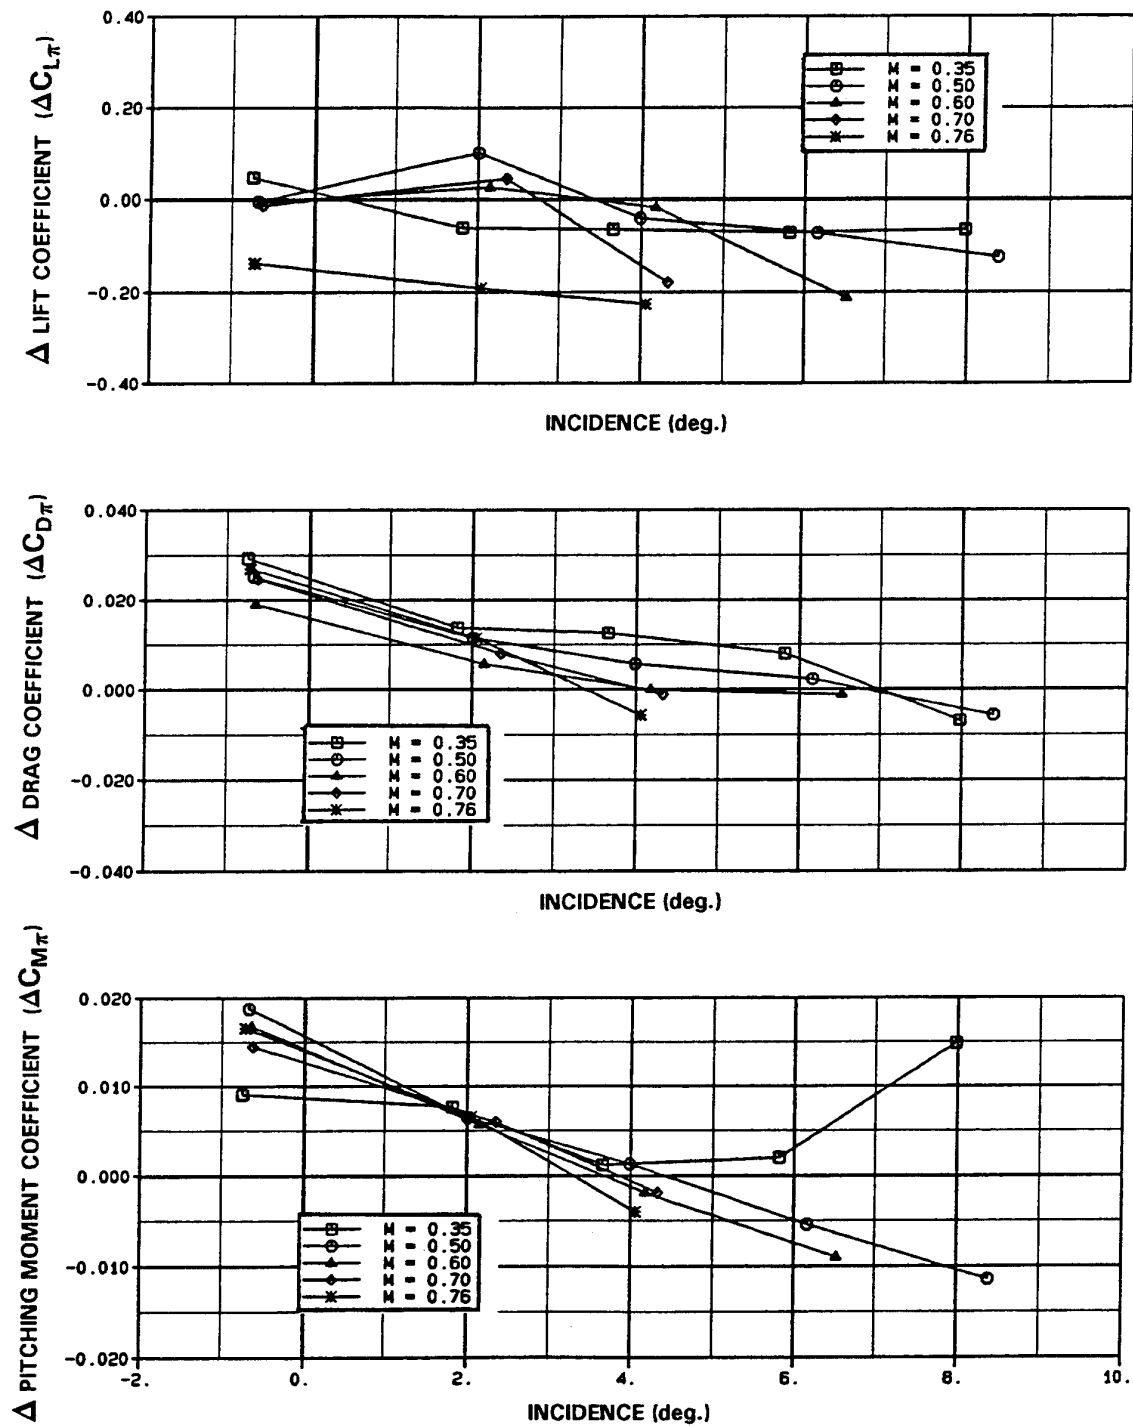 Δ LIFT COEFFICIENT (ΔCLπ)
0.40
0.20
0.00
-0.20
-0.40
M = 0.35
M = 0.50
M = 0.60
M = 0.70
M = 0.76
INCIDENCE (deg.)
Δ DRAG COEFFICIENT (ΔCDπ)
0.040
0.020
0.000
-0.020
-0.040
M = 0.35
M = 0.50
M = 0.60
M = 0.70
M = 0.76
INCIDENCE (deg.)
Δ PITCHING MOMENT COEFFICIENT (ΔCMπ)
0.020
0.010
0.000
-0.010
-0.020
M = 0.35
M = 0.50
M = 0.60
M = 0.70
M = 0.76
-2. 0. 2. 4. 6. 8. 10.
INCIDENCE (deg.)